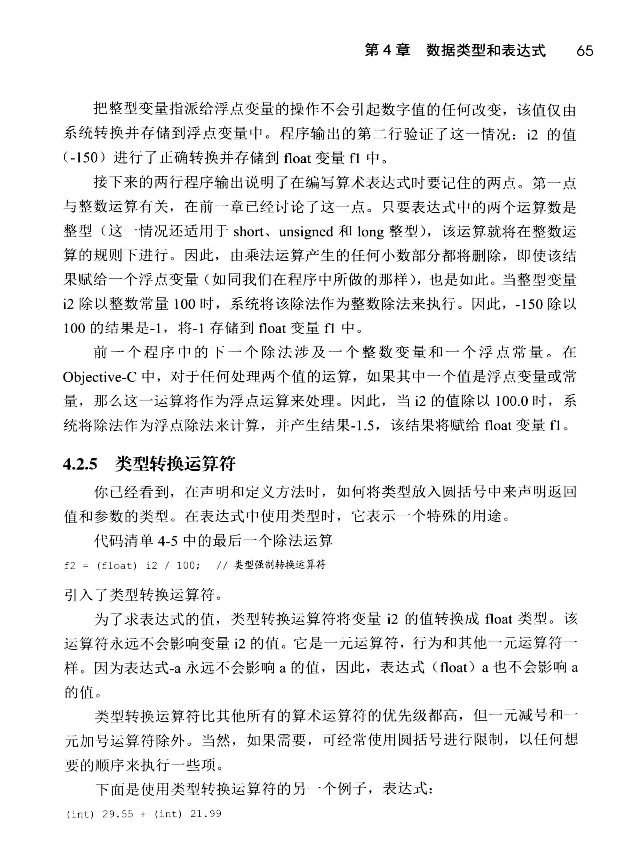 第 4 章 数据类型和表达式 65
把整型变量指派给浮点变量的操作不会引起数字值的任何改变，该值仅由
系统转换并存储到浮点变量中。程序输出的第二行验证了这一情况：i2 的值
（-150）进行了正确转换并存储到 float 变量 f1 中。
接下来的两行程序输出说明了在编写算术表达式时要记住的两点。第一点
与整数运算有关，在前一章已经讨论了这一点。只要表达式中的两个运算数是
整型（这一情况还适用于 short、unsigned 和 long 整型），该运算就将在整数运
算的规则下进行。因此，由乘法运算产生的任何小数部分都将删除，即使该结
果赋给一个浮点变量（如同我们在程序中所做的那样），也是如此。当整型变量
i2 除以整数常量 100 时，系统将该除法作为整数除法来执行。因此，-150 除以
100 的结果是-1，将-1 存储到 float 变量 f1 中。
前一个程序中的下一个除法涉及一个整数变量和一个浮点常量。在
Objective-C 中，对于任何处理两个值的运算，如果其中一个值是浮点变量或常
量，那么这一运算将作为浮点运算来处理。因此，当 i2 的值除以 100.0 时，系
统将除法作为浮点除法来计算，并产生结果-1.5，该结果将赋给 float 变量 f1。
4.2.5 类型转换运算符
你已经看到，在声明和定义方法时，如何将类型放入圆括号中来声明返回
值和参数的类型。在表达式中使用类型时，它表示一个特殊的用途。
代码清单 4-5 中的最后一个除法运算
f2 = (float) i2 / 100; // 类型强制转换运算符
引入了类型转换运算符。
为了求表达式的值，类型转换运算符将变量 i2 的值转换成 float 类型。该
运算符永远不会影响变量 i2 的值。它是一元运算符，行为和其他一元运算符一
样。因为表达式-a 永远不会影响 a 的值，因此，表达式（float）a 也不会影响 a
的值。
类型转换运算符比其他所有的算术运算符的优先级都高，但一元减号和一
元加号运算符除外。当然，如果需要，可经常使用圆括号进行限制，以任何想
要的顺序来执行一些项。
下面是使用类型转换运算符的另一个例子，表达式：
(int) 29.55 + (int) 21.99